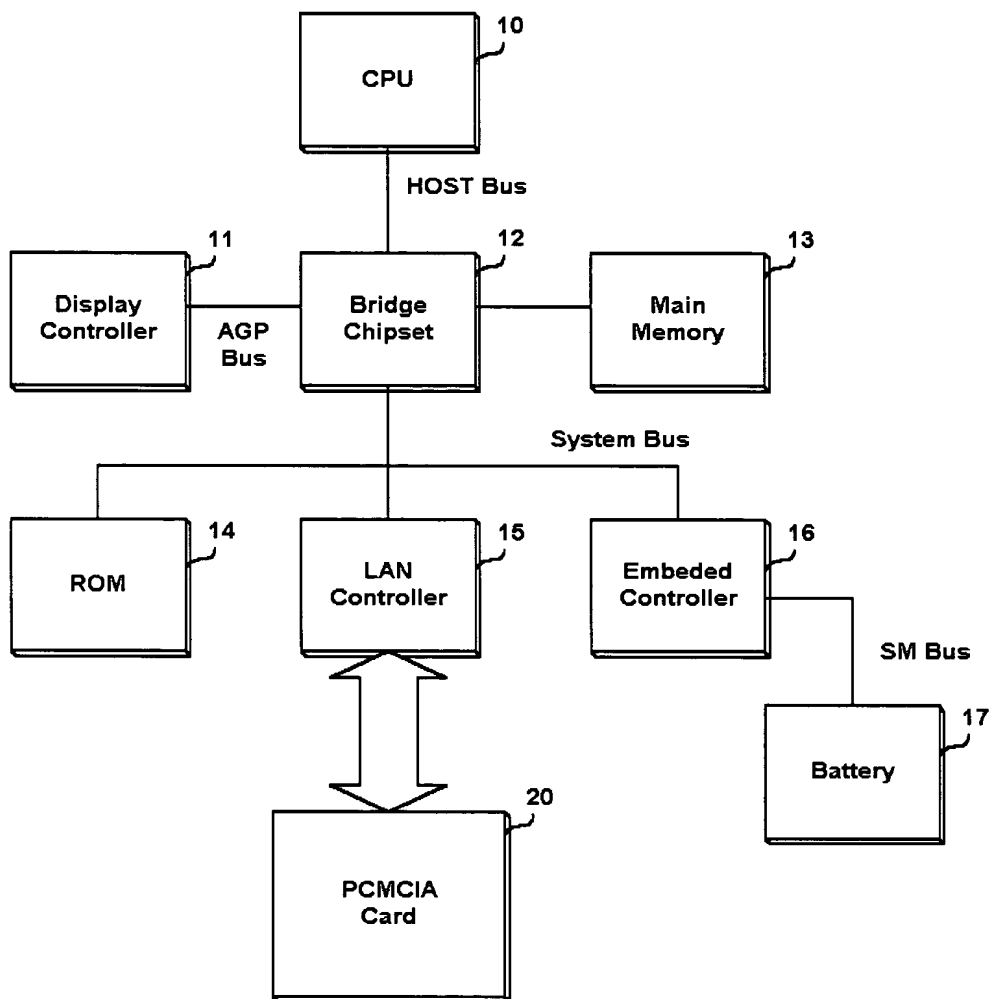 10
CPU
HOST Bus
11
12
13
Display
Controller
AGP
Bus
Bridge
Chipset
Main
Memory
System Bus
14
15
16
ROM
LAN
Controller
Embeded
Controller
SM Bus
17
Battery
20
PCMCIA
Card